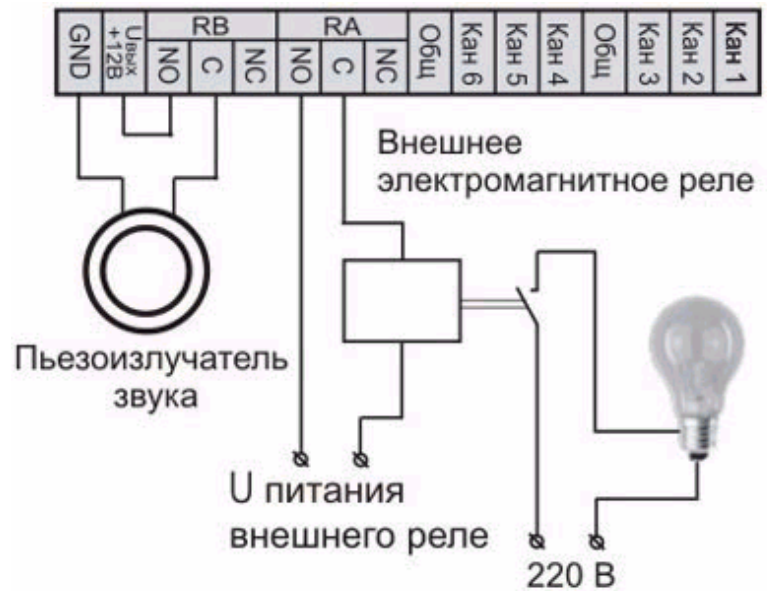 RB RA
GND
Uвых
+12В
NO
C
NC
NO
C
NC
Общ
Кан 6
Кан 5
Кан 4
Общ
Кан 3
Кан 2
Кан 1
Внешнее
электромагнитное реле
Пьезоизлучатель
звука
U питания
внешнего реле
220 В